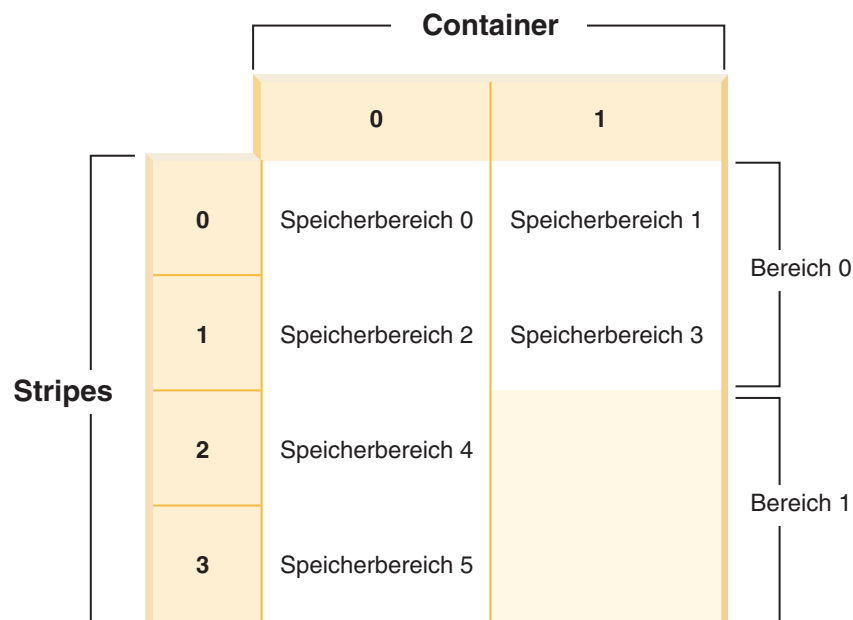 Container
0 1
0 Speicherbereich 0 Speicherbereich 1
Bereich 0
1 Speicherbereich 2 Speicherbereich 3
Stripes
2 Speicherbereich 4
Bereich 1
3 Speicherbereich 5